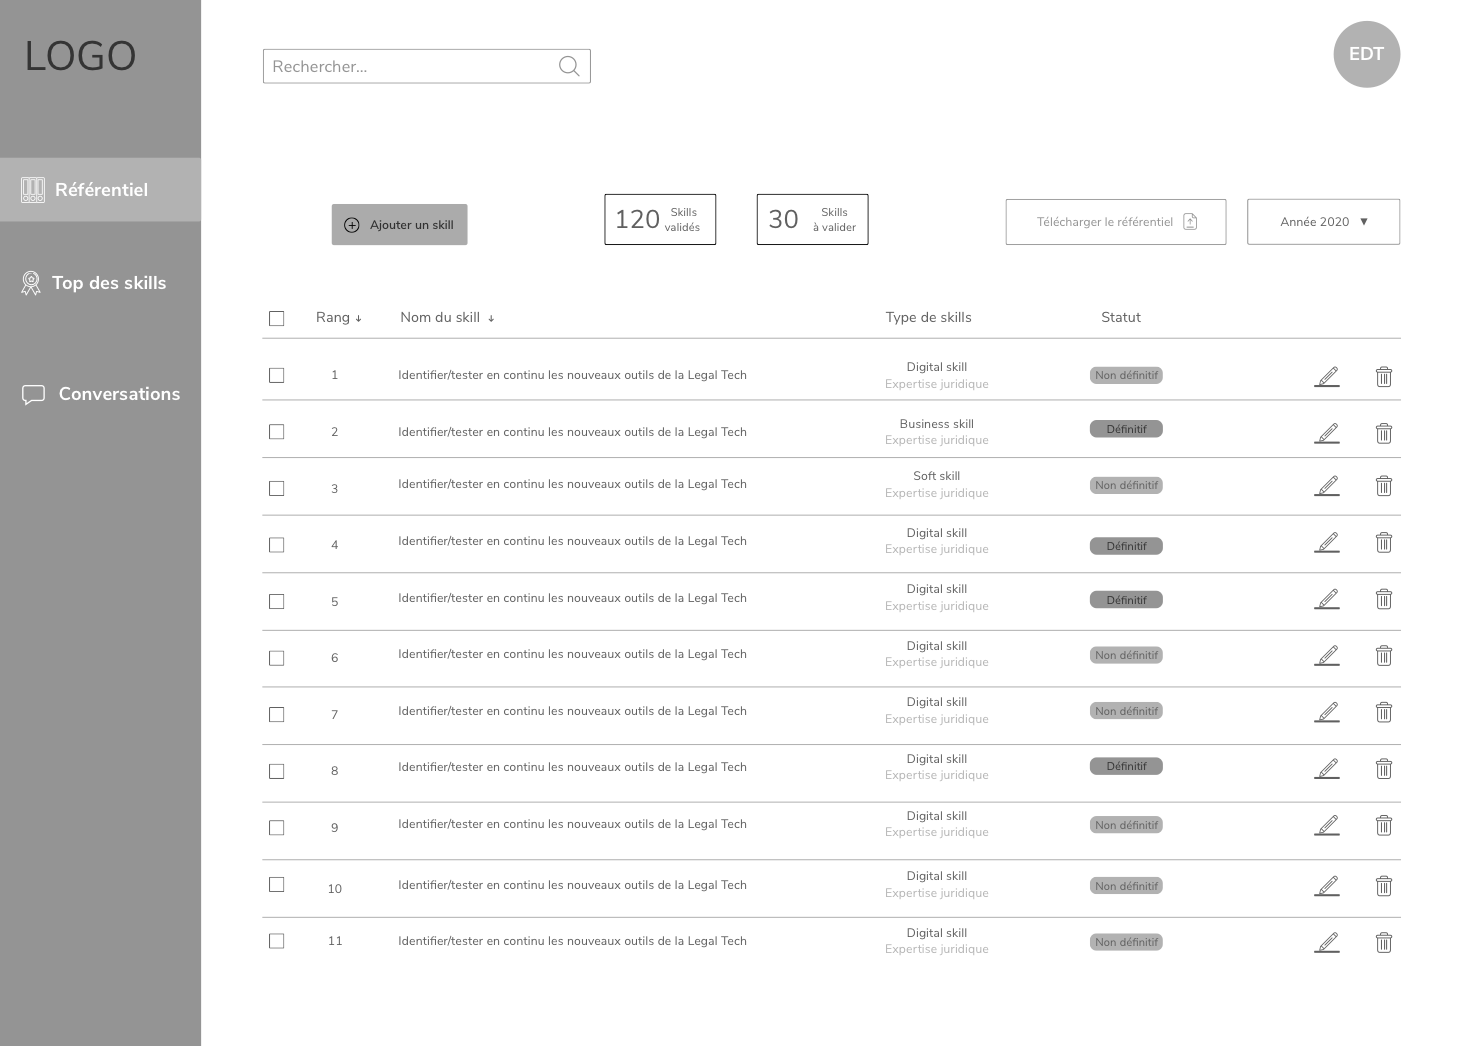 LOGO
Rechercher...
EDT
Référentiel
Top des skills
Conversations
Ajouter un skill
120 Skills validés
30 Skills à valider
Télécharger le référentiel
Année 2020 ▼
Rang ↓ Nom du skill ↓ Type de skills Statut
1 Identifier/tester en continu les nouveaux outils de la Legal Tech Digital skill Expertise juridique Non définitif
2 Identifier/tester en continu les nouveaux outils de la Legal Tech Business skill Expertise juridique Définitif
3 Identifier/tester en continu les nouveaux outils de la Legal Tech Soft skill Expertise juridique Non définitif
4 Identifier/tester en continu les nouveaux outils de la Legal Tech Digital skill Expertise juridique Définitif
5 Identifier/tester en continu les nouveaux outils de la Legal Tech Digital skill Expertise juridique Définitif
6 Identifier/tester en continu les nouveaux outils de la Legal Tech Digital skill Expertise juridique Non définitif
7 Identifier/tester en continu les nouveaux outils de la Legal Tech Digital skill Expertise juridique Non définitif
8 Identifier/tester en continu les nouveaux outils de la Legal Tech Digital skill Expertise juridique Définitif
9 Identifier/tester en continu les nouveaux outils de la Legal Tech Digital skill Expertise juridique Non définitif
10 Identifier/tester en continu les nouveaux outils de la Legal Tech Digital skill Expertise juridique Non définitif
11 Identifier/tester en continu les nouveaux outils de la Legal Tech Digital skill Expertise juridique Non définitif